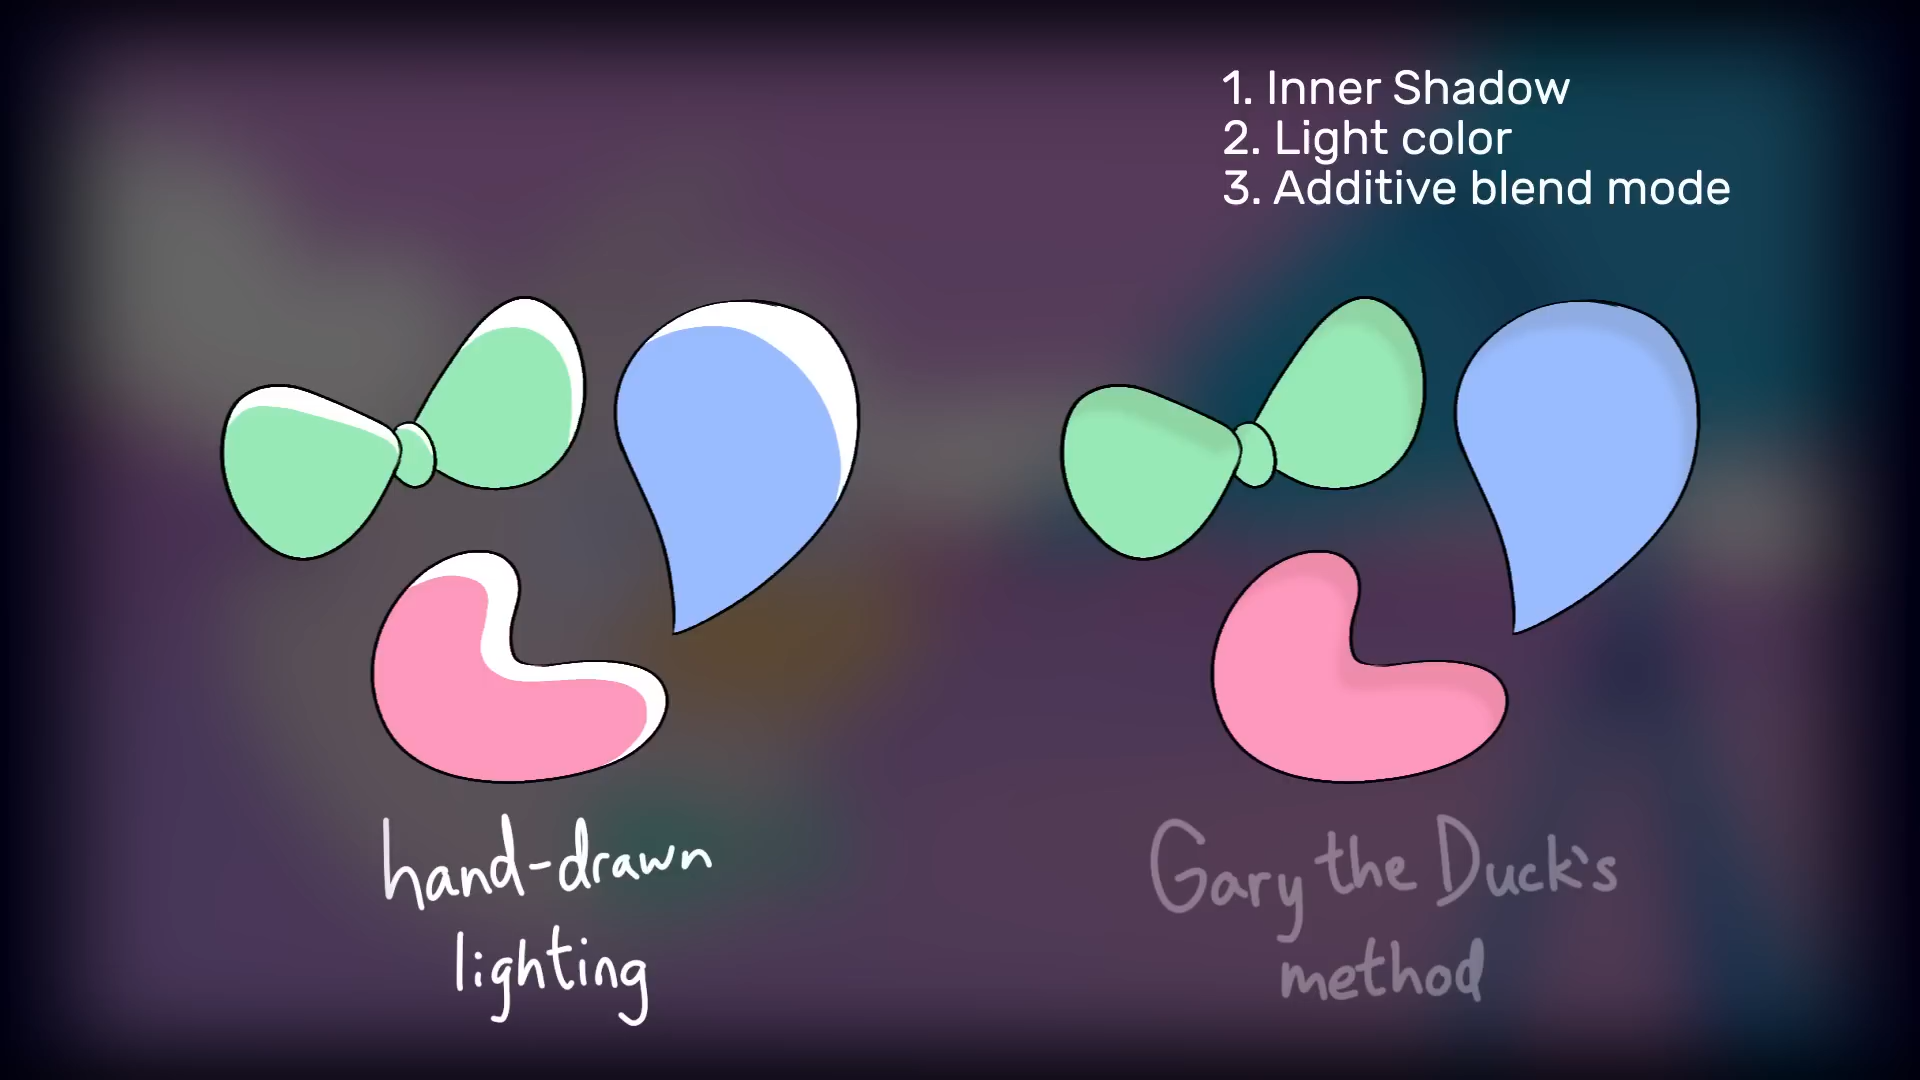 1. Inner Shadow
2. Light color
3. Additive blend mode
hand-drawn
lighting
Gary the Duck's
method